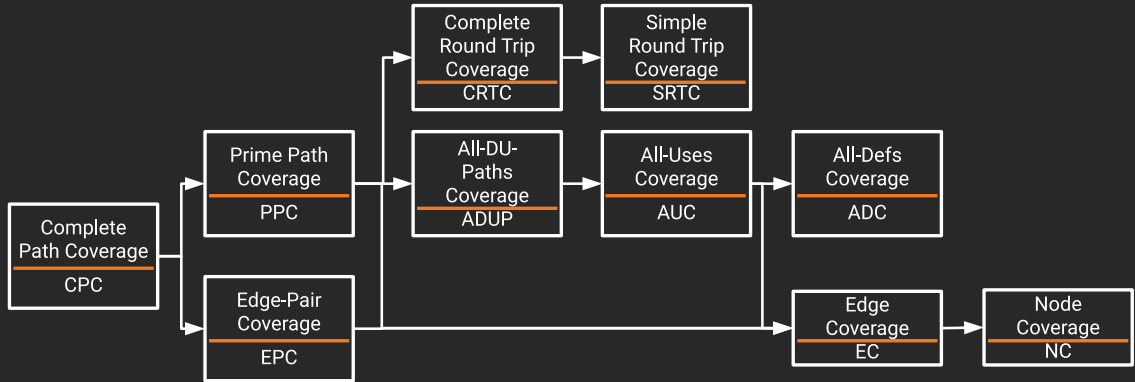 Complete
Round Trip
Coverage
CRTC
Simple
Round Trip
Coverage
SRTC
Prime Path
Coverage
PPC
All-DU-
Paths
Coverage
ADUP
All-Uses
Coverage
AUC
All-Defs
Coverage
ADC
Complete
Path Coverage
CPC
Edge-Pair
Coverage
EPC
Edge
Coverage
EC
Node
Coverage
NC